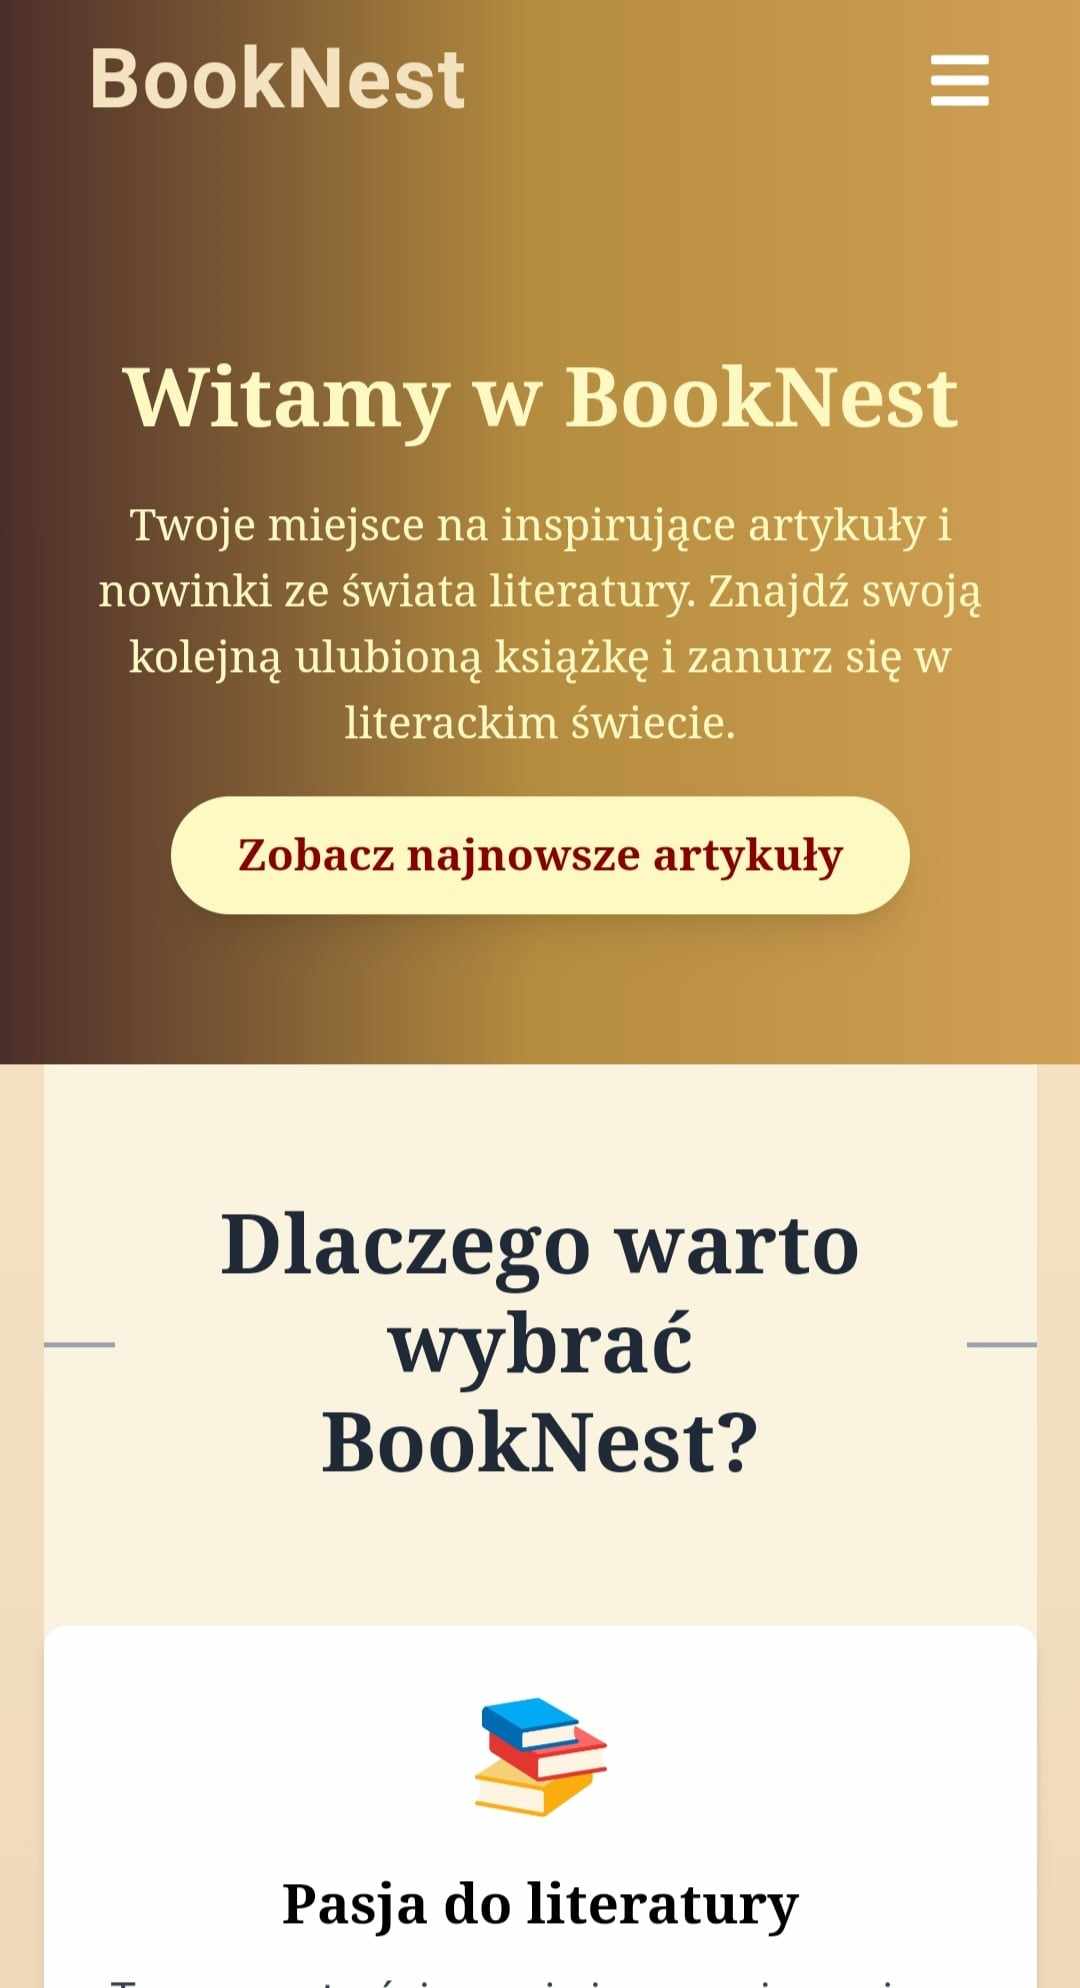 BookNest
Witamy w BookNest
Twoje miejsce na inspirujące artykuły i
nowinki ze świata literatury. Znajdź swoją
kolejną ulubioną książkę i zanurz się w
literackim świecie.
Zobacz najnowsze artykuły
Dlaczego warto
wybrać
BookNest?
Pasja do literatury